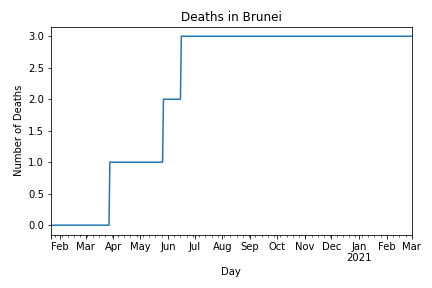 Deaths in Brunei
3.0
2.5
2.0
1.5
1.0
0.5
0.0
Number of Deaths
Feb Mar Apr May Jun Jul Aug Sep Oct Nov Dec Jan Feb Mar
2021
Day